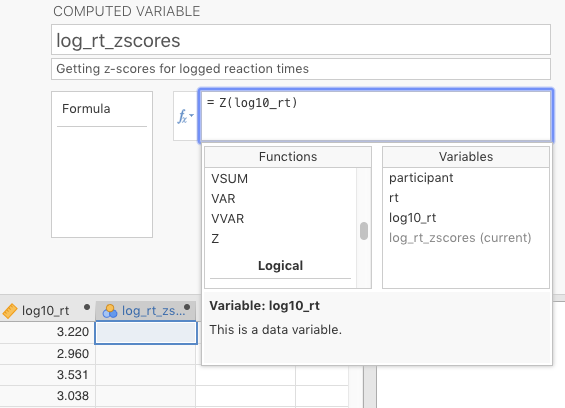 COMPUTED VARIABLE
log_rt_zscores
Getting z-scores for logged reaction times
Formula
fx
= Z(log10_rt)
Functions
Variables
VSUM
VAR
VVAR
Z
Logical
participant
rt
log10_rt
log_rt_zscores (current)
Variable: log10_rt
This is a data variable.
log10_rt
log_rt_zs...
3.220
2.960
3.531
3.038